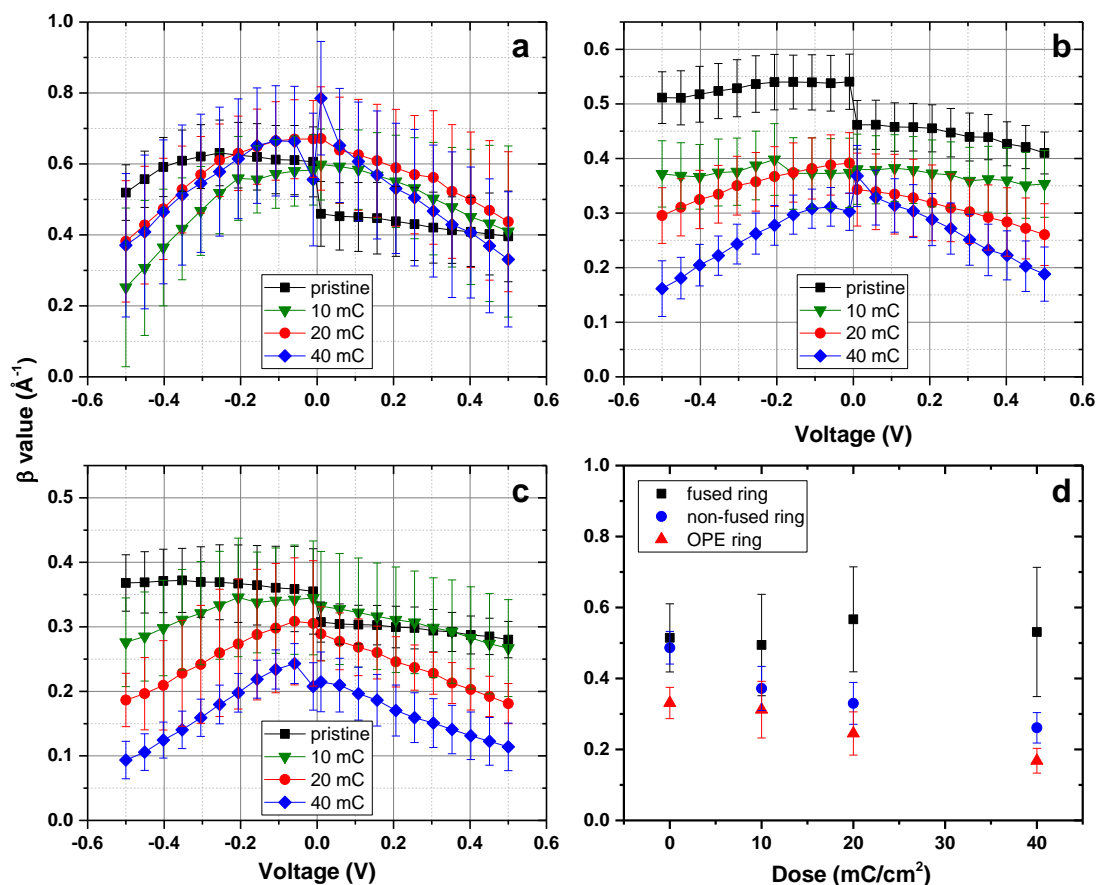 a
1.0
0.8
0.6
0.4
0.2
0.0
-0.6 -0.4 -0.2 0.0 0.2 0.4 0.6
pristine
10 mC
20 mC
40 mC
b
0.6
0.5
0.4
0.3
0.2
0.1
0.0
-0.6 -0.4 -0.2 0.0 0.2 0.4 0.6
Voltage (V)
pristine
10 mC
20 mC
40 mC
β value (Å⁻¹)
c
0.5
0.4
0.3
0.2
0.1
0.0
-0.6 -0.4 -0.2 0.0 0.2 0.4 0.6
Voltage (V)
pristine
10 mC
20 mC
40 mC
d
1.0
0.8
0.6
0.4
0.2
0.0
0 10 20 30 40
Dose (mC/cm²)
fused ring
non-fused ring
OPE ring